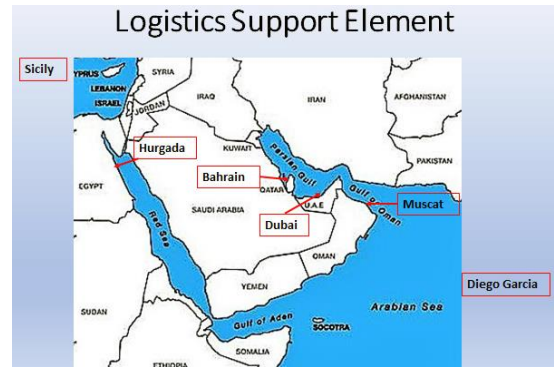 Logistics Support Element
Sicily
CYPRUS
SYRIA
LEBANON
ISRAEL
JORDAN
IRAQ
IRAN
AFGHANISTAN
Hurgada
KUWAIT
PAKISTAN
Persian Gulf
Bahrain
EGYPT
QATAR
Gulf of Oman
Muscat
U.A.E
SAUDI ARABIA
Red Sea
Dubai
OMAN
Diego Garcia
YEMEN
Arabian Sea
SUDAN
Gulf of Aden
SOCOTRA
SOMALIA
ETHIOPIA